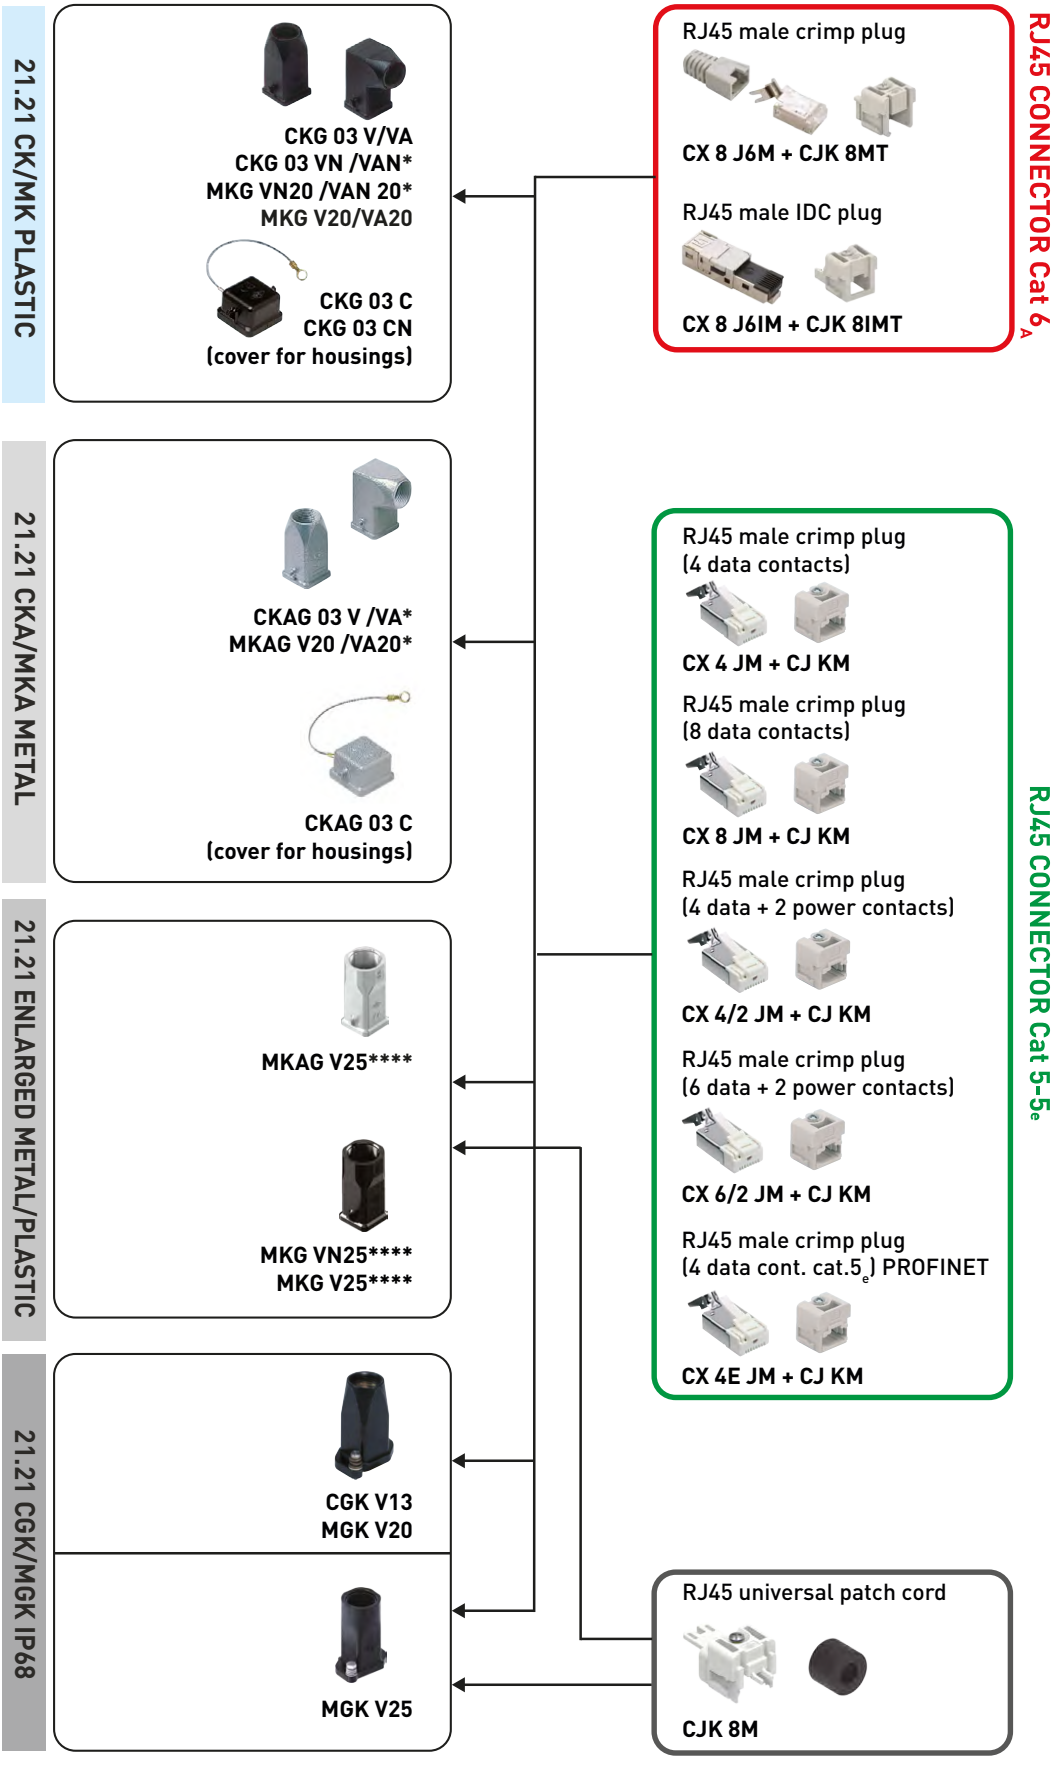 21.21 CK/MK PLASTIC
CKG 03 V/VA
CKG 03 VN /VAN*
MKG VN20 /VAN 20*
MKG V20/VA20
CKG 03 C
CKG 03 CN
(cover for housings)
21.21 CKA/MKA METAL
CKAG 03 V /VA*
MKAG V20 /VA20*
CKAG 03 C
(cover for housings)
21.21 ENLARGED METAL/PLASTIC
MKAG V25****
MKG VN25****
MKG V25****
21.21 CGK/MGK IP68
CGK V13
MGK V20
MGK V25
RJ45 CONNECTOR Cat 6A
RJ45 male crimp plug
CX 8 J6M + CJK 8MT
RJ45 male IDC plug
CX 8 J6IM + CJK 8IMT
RJ45 CONNECTOR Cat 5-5e
RJ45 male crimp plug
(4 data contacts)
CX 4 JM + CJ KM
RJ45 male crimp plug
(8 data contacts)
CX 8 JM + CJ KM
RJ45 male crimp plug
(4 data + 2 power contacts)
CX 4/2 JM + CJ KM
RJ45 male crimp plug
(6 data + 2 power contacts)
CX 6/2 JM + CJ KM
RJ45 male crimp plug
(4 data cont. cat.5e) PROFINET
CX 4E JM + CJ KM
RJ45 universal patch cord
CJK 8M